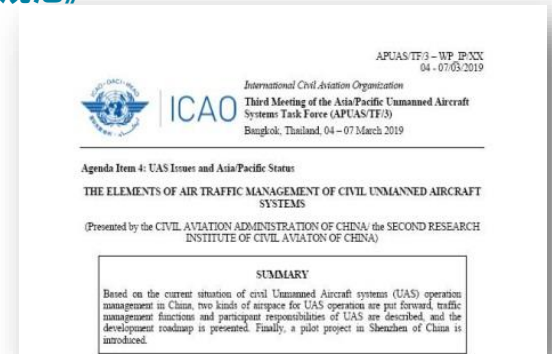 APUAS/TF/3 – WP_IP/XX
04 - 07/03/2019
International Civil Aviation Organization
ICAO
Third Meeting of the Asia/Pacific Unmanned Aircraft
Systems Task Force (APUAS/TF/3)
Bangkok, Thailand, 04 – 07 March 2019
Agenda Item 4: UAS Issues and Asia/Pacific Status
THE ELEMENTS OF AIR TRAFFIC MANAGEMENT OF CIVIL UNMANNED AIRCRAFT
SYSTEMS
(Presented by the CIVIL AVIATION ADMINISTRATION OF CHINA/ the SECOND RESEARCH
INSTITUTE OF CIVIL AVIATON OF CHINA)
SUMMARY
Based on the current situation of civil Unmanned Aircraft systems (UAS) operation
management in China, two kinds of airspace for UAS operation are put forward, traffic
management functions and participant responsibilities of UAS are described, and the
development roadmap is presented. Finally, a pilot project in Shenzhen of China is
introduced.